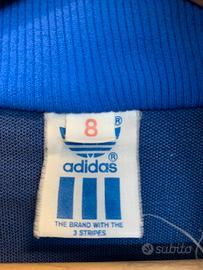 8
®
adidas ®
THE BRAND WITH THE
3 STRIPES
subito